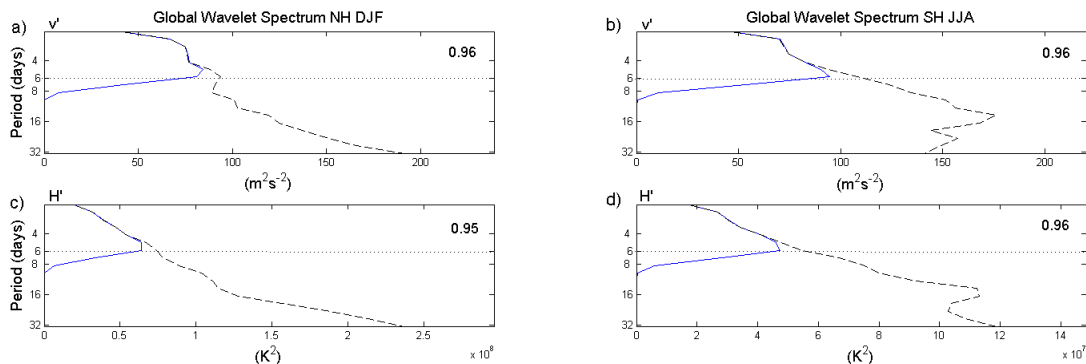 Global Wavelet Spectrum NH DJF
a)
v'
0.96
4
6
8
16
32
Period (days)
0
50
100
150
200
(m²s⁻²)
Global Wavelet Spectrum SH JJA
b)
v'
0.96
4
6
8
16
32
0
50
100
150
200
(m²s⁻²)
c)
H'
0.95
4
6
8
16
32
Period (days)
0
0.5
1
1.5
2
2.5
x 10⁸
(K²)
d)
H'
0.96
4
6
8
16
32
0
2
4
6
8
10
12
14
x 10⁷
(K²)